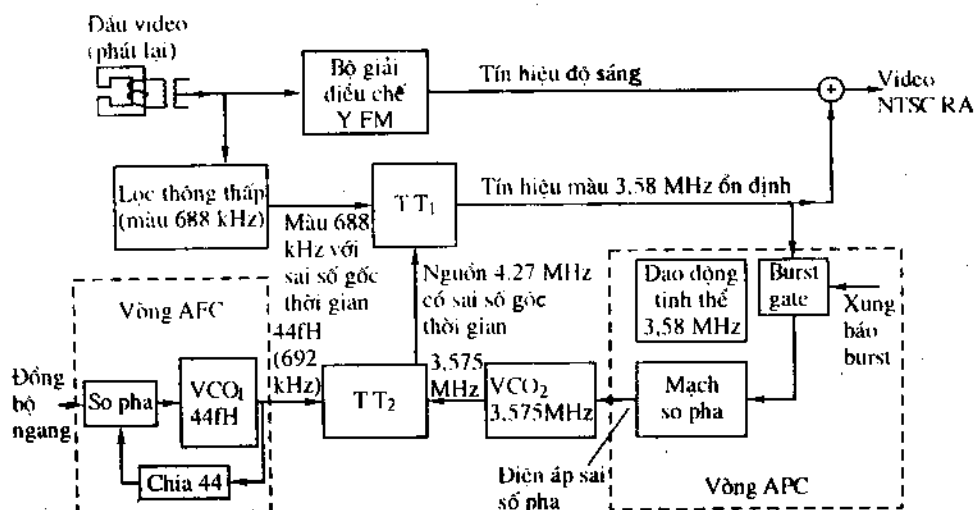 Đầu video
(phát lại)
Bộ giải
điều chế
Y FM
Tín hiệu độ sáng
Video
NTSC RA
Lọc thông thấp
(màu 688 kHz)
TT₁
Tín hiệu màu 3,58 MHz ổn định
Màu 688
kHz với
sai số gốc
thời gian
Nguồn 4.27 MHz
có sai số góc
thời gian
Dao động
tinh thể
3,58 MHz
Burst
gate
Xung
báo
burst
Vòng AFC
44fH
(692
kHz)
3,575
MHz
Đồng
bộ
ngang
So pha
VCO₁
44fH
TT₂
VCO₂
3,575MHz
Mạch
so pha
Chia 44
Điện áp sai
số pha
Vòng APC